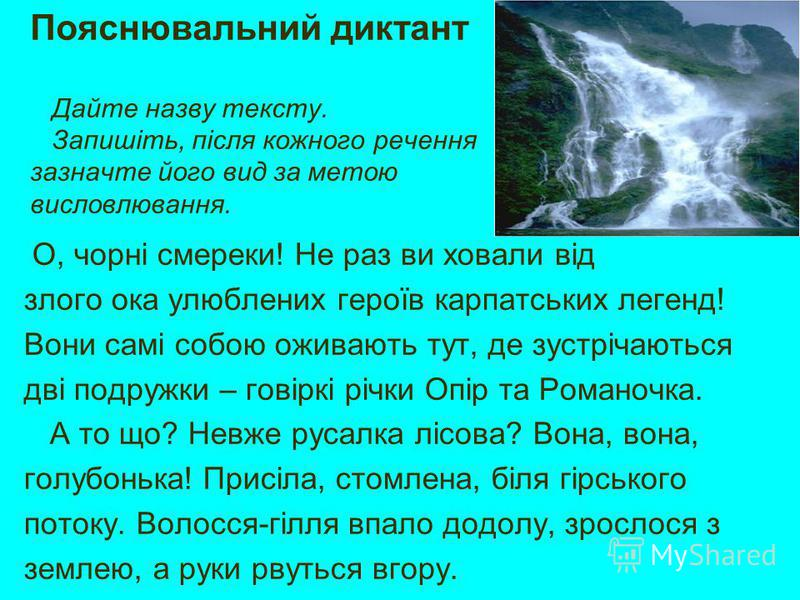 Пояснювальний диктант
Дайте назву тексту.
Запишіть, після кожного речення
зазначте його вид за метою
висловлювання.
О, чорні смереки! Не раз ви ховали від
злого ока улюблених героїв карпатських легенд!
Вони самі собою оживають тут, де зустрічаються
дві подружки – говіркі річки Опір та Романочка.
А то що? Невже русалка лісова? Вона, вона,
голубонька! Присіла, стомлена, біля гірського
потоку. Волосся-гілля впало додолу, зрослося з
землею, а руки рвуться вгору.
MyShared